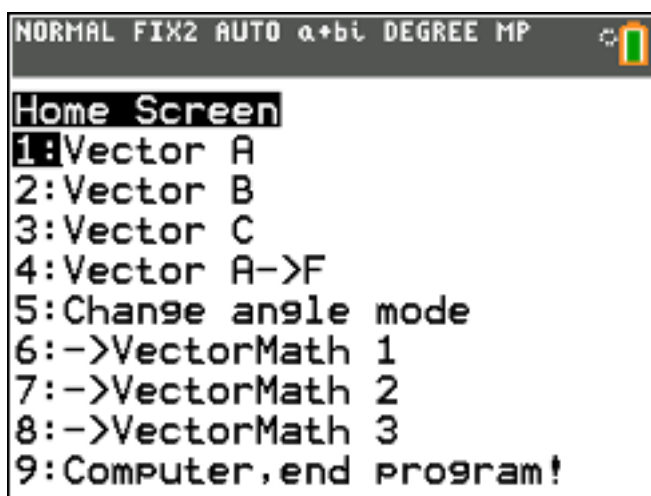 NORMAL FIX2 AUTO a+bi DEGREE MP
Home Screen
1:Vector A
2:Vector B
3:Vector C
4:Vector A->F
5:Change angle mode
6:->VectorMath 1
7:->VectorMath 2
8:->VectorMath 3
9:Computer,end program!